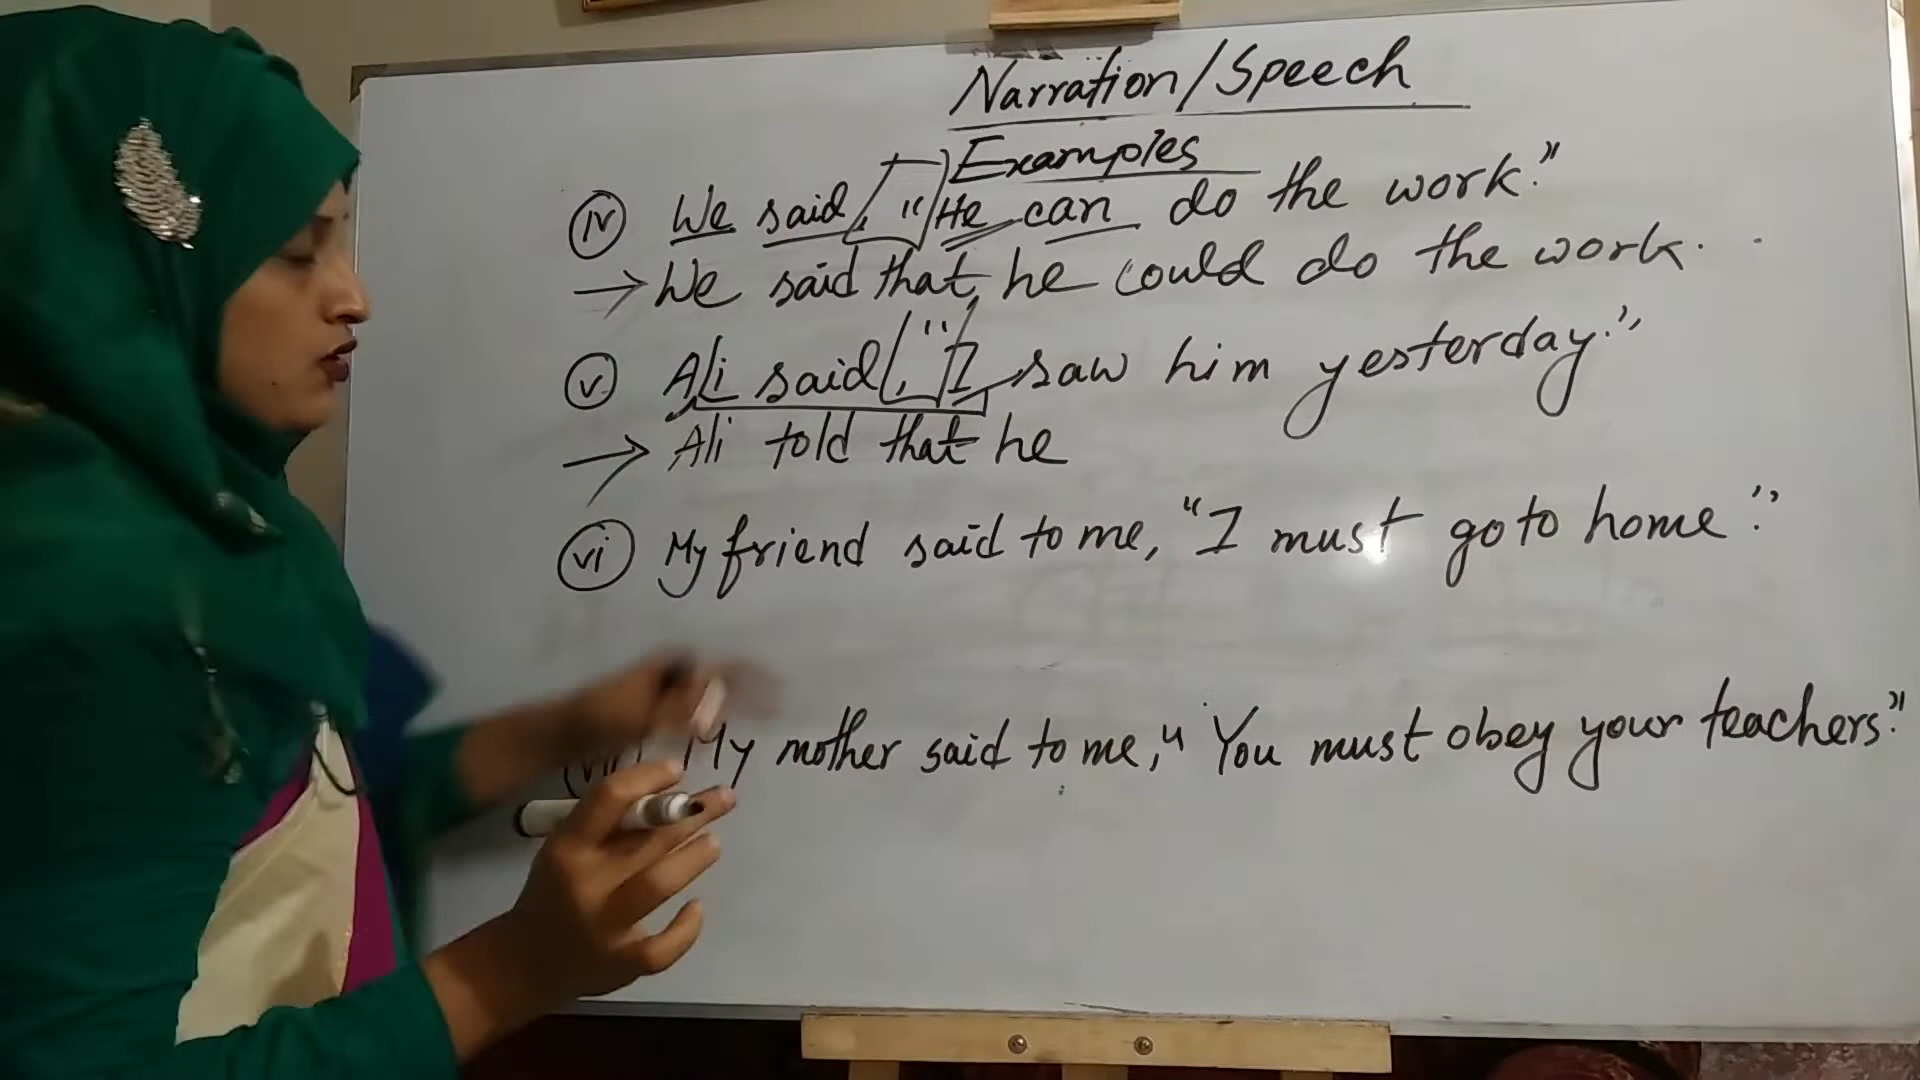 Narration/Speech
Examples
iv We said, "He can do the work."
→ We said that he could do the work.
v Ali said, "I saw him yesterday."
→ Ali told that he
vi My friend said to me, "I must go to home."
(vii) My mother said to me, "You must obey your teachers."